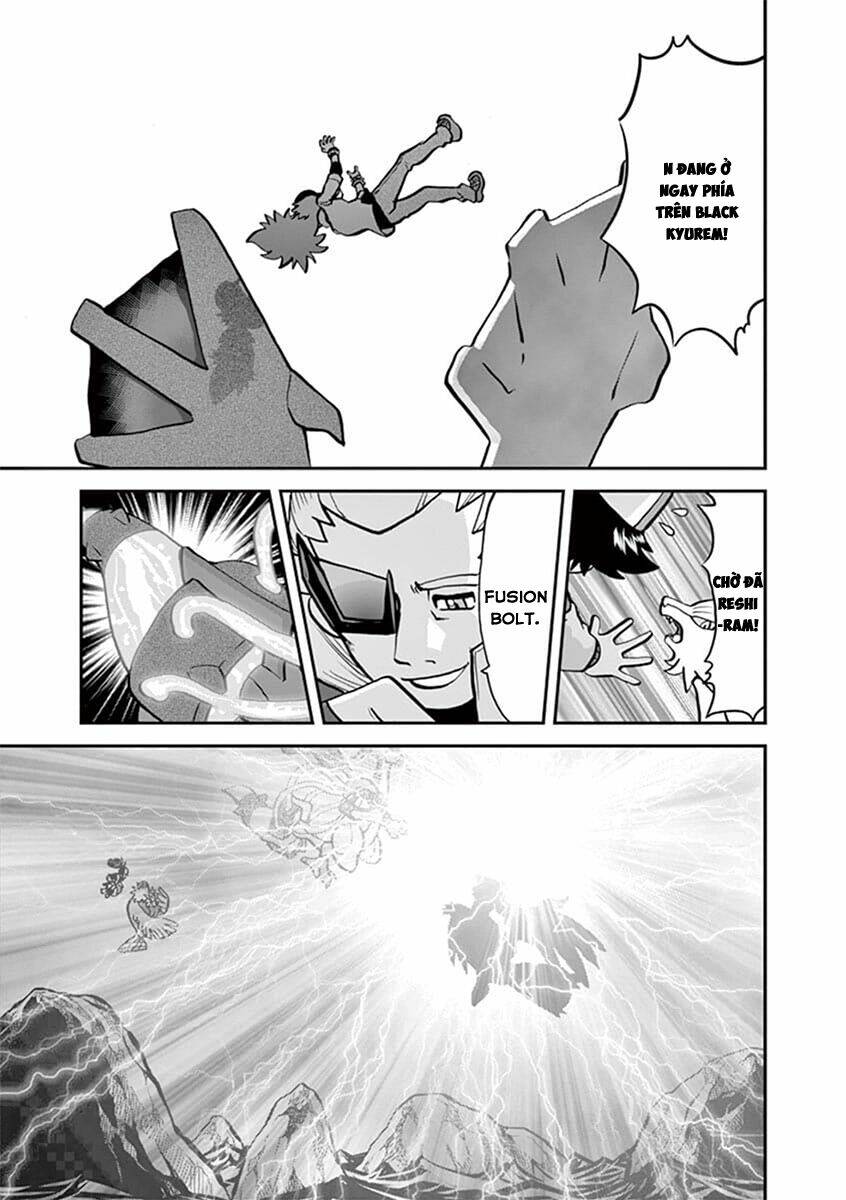 N ĐANG Ở
NGAY PHÍA
TRÊN BLACK
KYUREM!
CHỜ ĐÃ
RESHI
-RAM!
FUSION
BOLT.